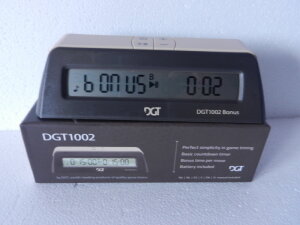 bonus B 0:02
DGT
DGT1002 Bonus
DGT1002
Perfect simplicity in game timing
Basic countdown timer
Bonus time per move
Battery included
DGT